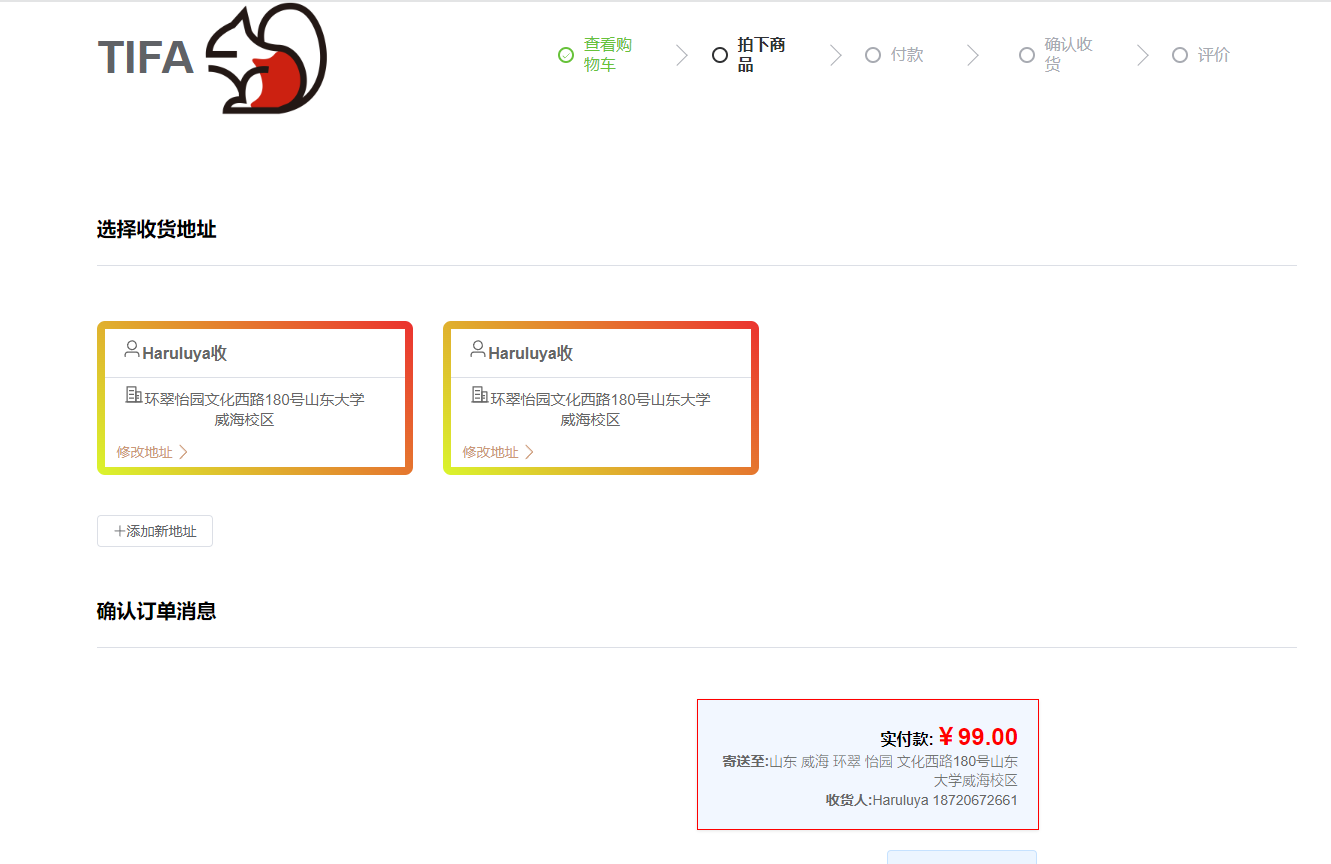 TIFA
查看购
物车
拍下商
品
付款
确认收
货
评价
选择收货地址
Haruluya收
环翠怡园文化西路180号山东大学
威海校区
修改地址
Haruluya收
环翠怡园文化西路180号山东大学
威海校区
修改地址
+添加新地址
确认订单消息
实付款: ¥ 99.00
寄送至:山东 威海 环翠 怡园 文化西路180号山东
大学威海校区
收货人:Haruluya 18720672661